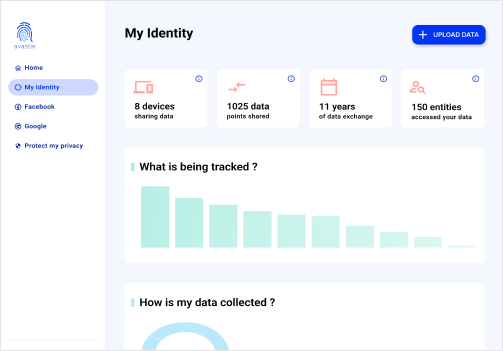 avastar
Home
My Identity
Facebook
Google
Protect my privacy
My Identity
UPLOAD DATA
8 devices
sharing data
1025 data
points shared
11 years
of data exchange
150 entities
accessed your data
What is being tracked ?
How is my data collected ?